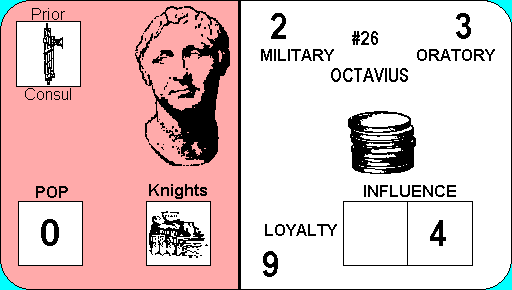 Prior
Consul
POP
0
Knights
2
MILITARY
#26
3
ORATORY
OCTAVIUS
INFLUENCE
LOYALTY
9
4